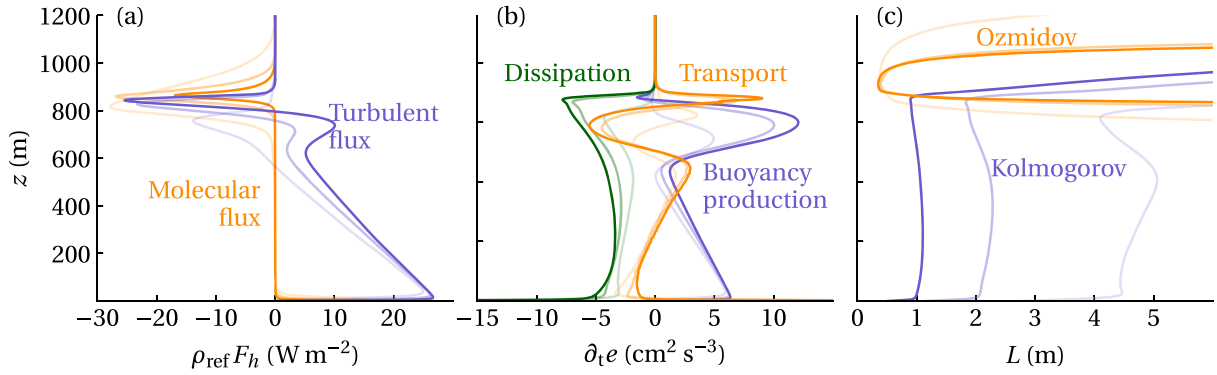 1200
1000
800
600
400
200
z (m)
(a)
Turbulent
flux
Molecular
flux
−30
−20
−10
0
10
20
ρref Fh (W m−2)
(b)
Dissipation
Transport
Buoyancy
production
−15
−10
−5
0
5
10
∂te (cm2 s−3)
(c)
Ozmidov
Kolmogorov
0
1
2
3
4
5
L (m)